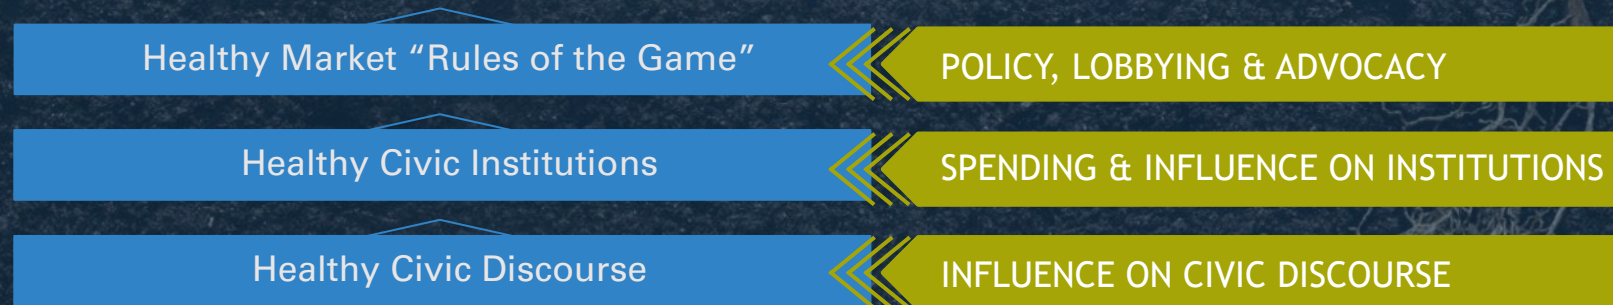 Healthy Market “Rules of the Game”
POLICY, LOBBYING & ADVOCACY
Healthy Civic Institutions
SPENDING & INFLUENCE ON INSTITUTIONS
Healthy Civic Discourse
INFLUENCE ON CIVIC DISCOURSE